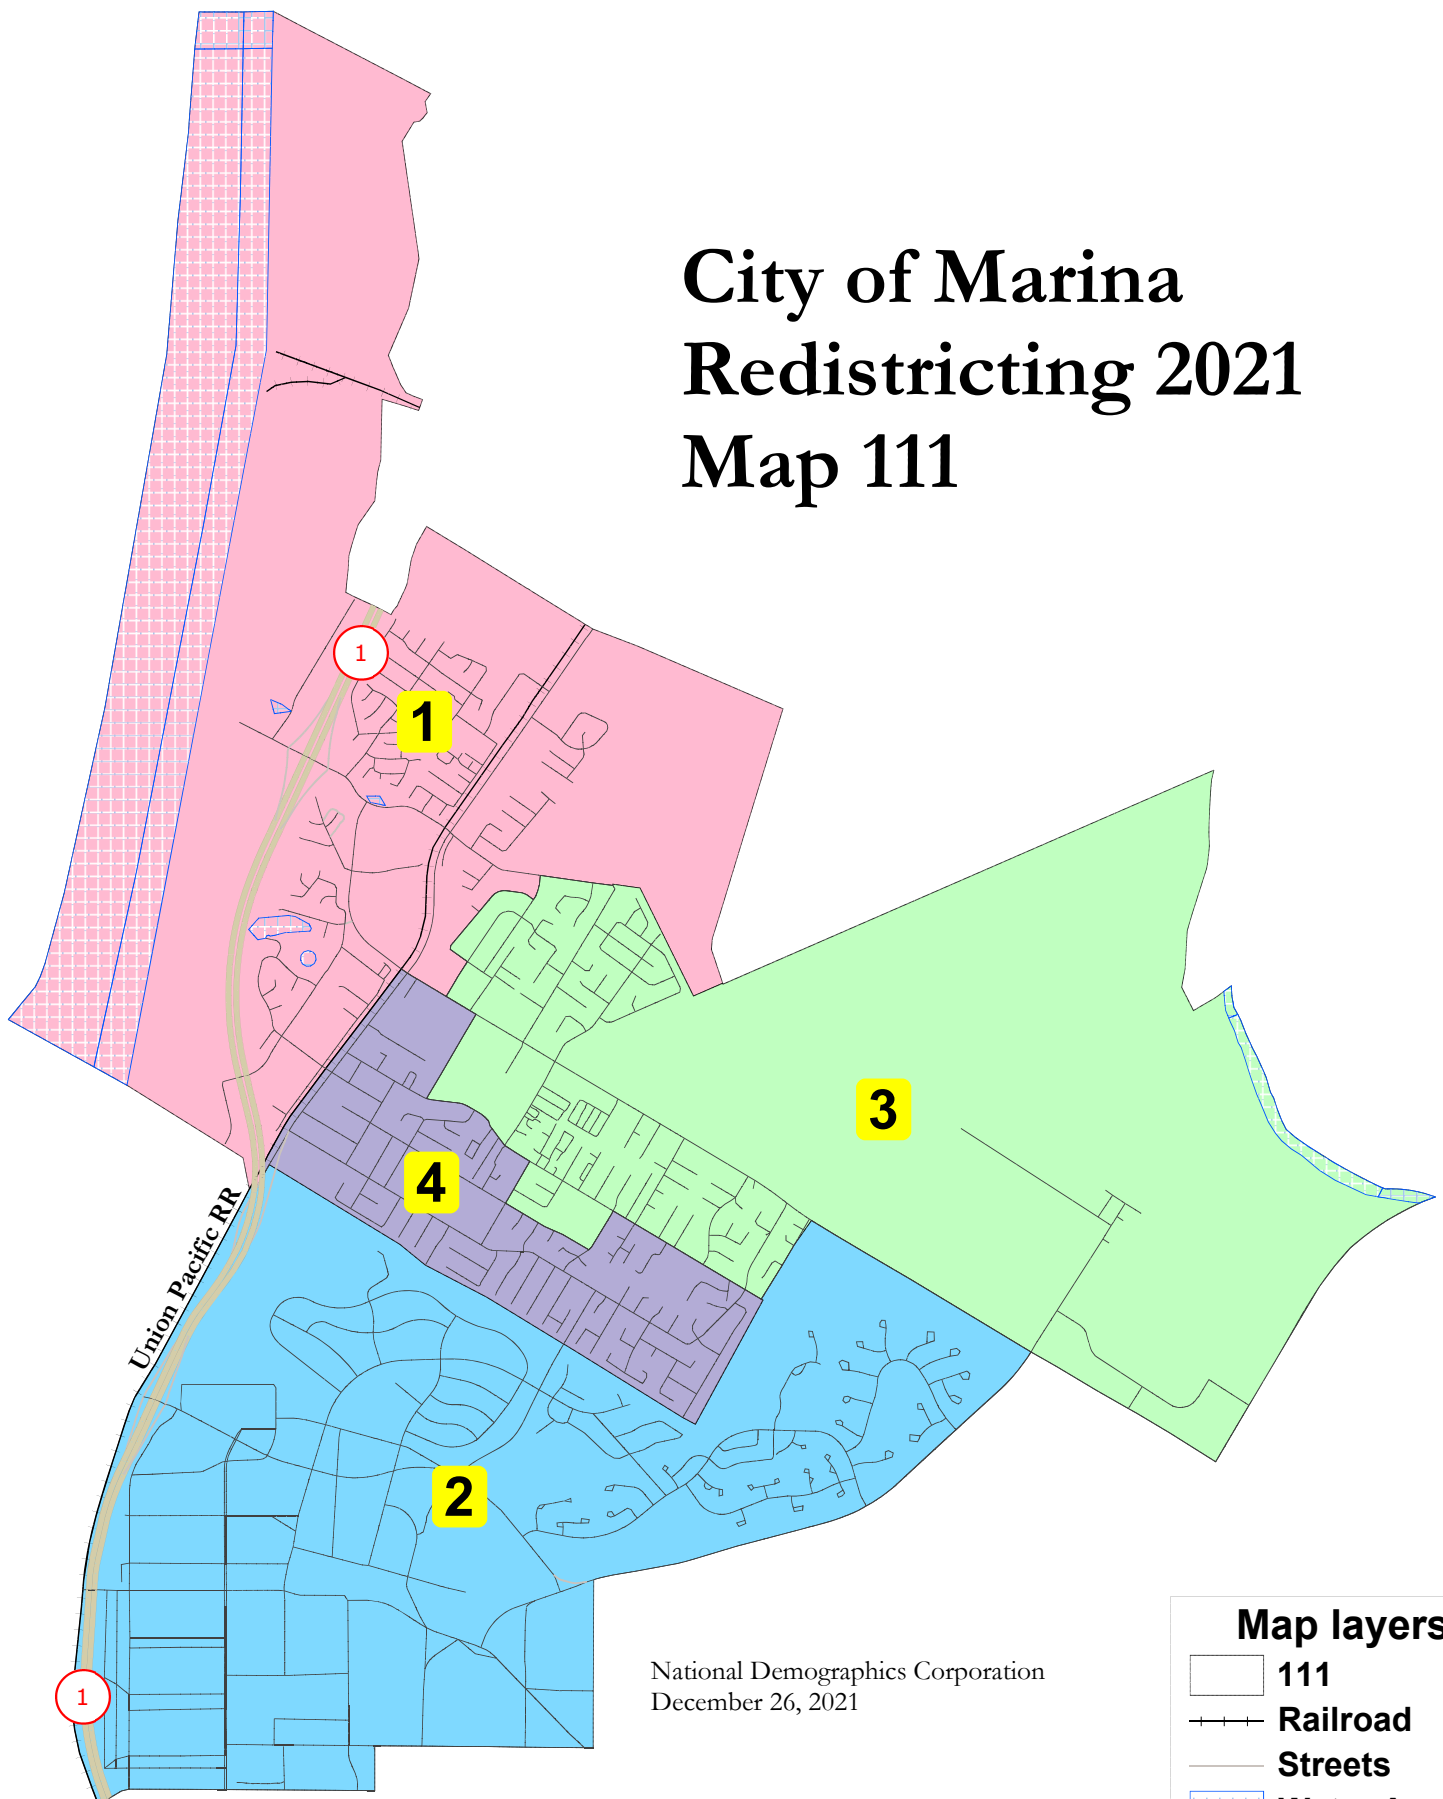 City of Marina
Redistricting 2021
Map 111
1
1
3
4
Union Pacific RR
2
National Demographics Corporation
December 26, 2021
1
Map layers
111
Railroad
Streets